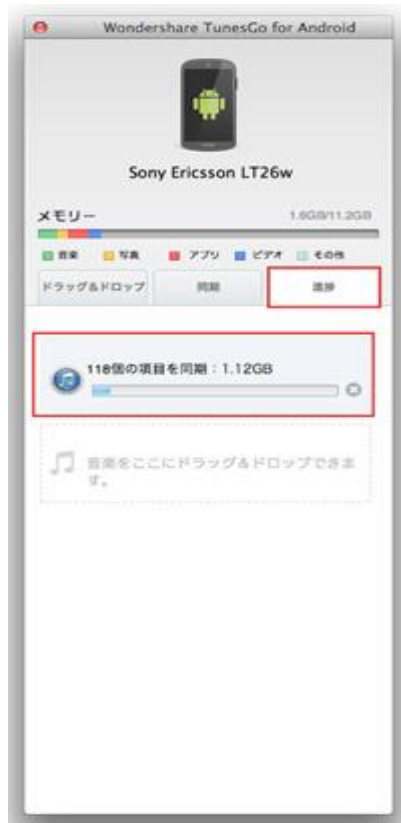 Wondershare TunesGo for Android
Sony Ericsson LT26w
メモリー 1.6GB/11.2GB
音楽 写真 アプリ ビデオ その他
ドラッグ&ドロップ 同期 進捗
118個の項目を同期:1.12GB
音楽をここにドラッグ&ドロップできま
す。